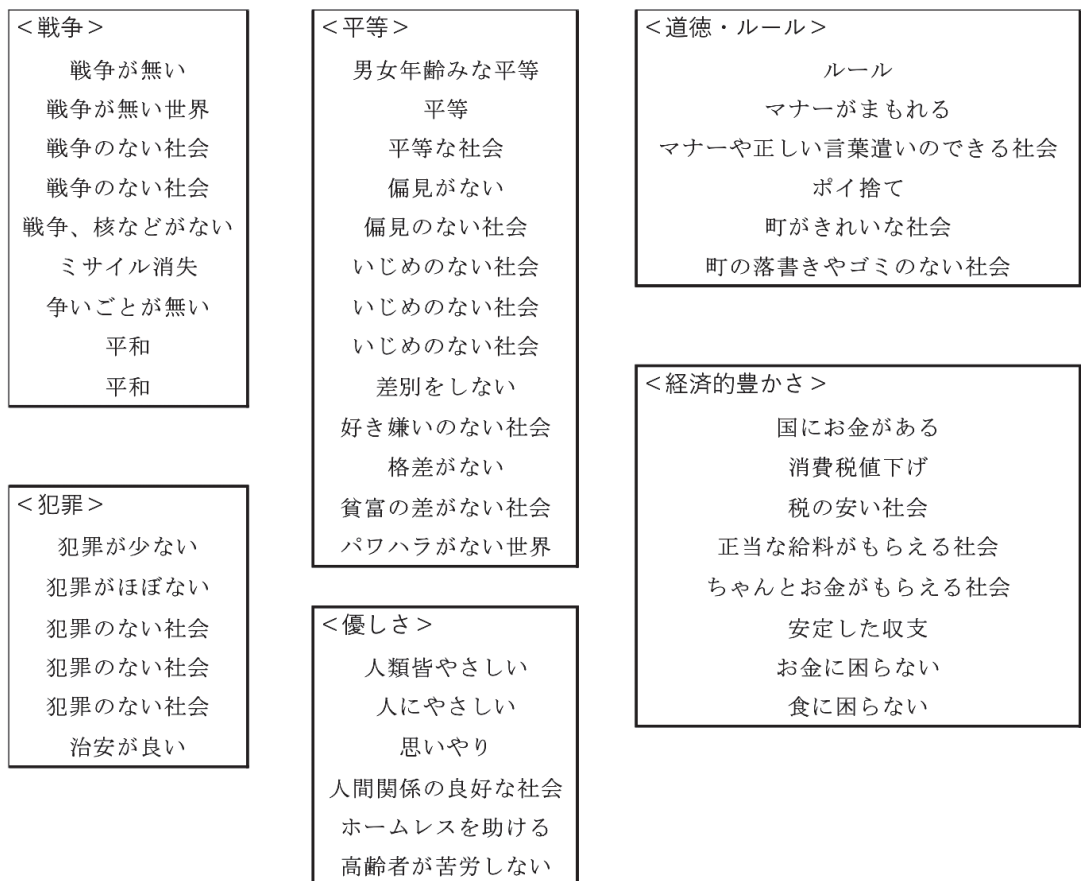 ＜戦争＞
戦争が無い
戦争が無い世界
戦争のない社会
戦争のない社会
戦争、核などがない
ミサイル消失
争いごとが無い
平和
平和
＜犯罪＞
犯罪が少ない
犯罪がほぼない
犯罪のない社会
犯罪のない社会
犯罪のない社会
治安が良い
＜平等＞
男女年齢みな平等
平等
平等な社会
偏見がない
偏見のない社会
いじめのない社会
いじめのない社会
いじめのない社会
差別をしない
好き嫌いのない社会
格差がない
貧富の差がない社会
パワハラがない世界
＜優しさ＞
人類皆やさしい
人にやさしい
思いやり
人間関係の良好な社会
ホームレスを助ける
高齢者が苦労しない
＜道徳・ルール＞
ルール
マナーがまもれる
マナーや正しい言葉遣いのできる社会
ポイ捨て
町がきれいな社会
町の落書きやゴミのない社会
＜経済的豊かさ＞
国にお金がある
消費税値下げ
税の安い社会
正当な給料がもらえる社会
ちゃんとお金がもらえる社会
安定した収支
お金に困らない
食に困らない